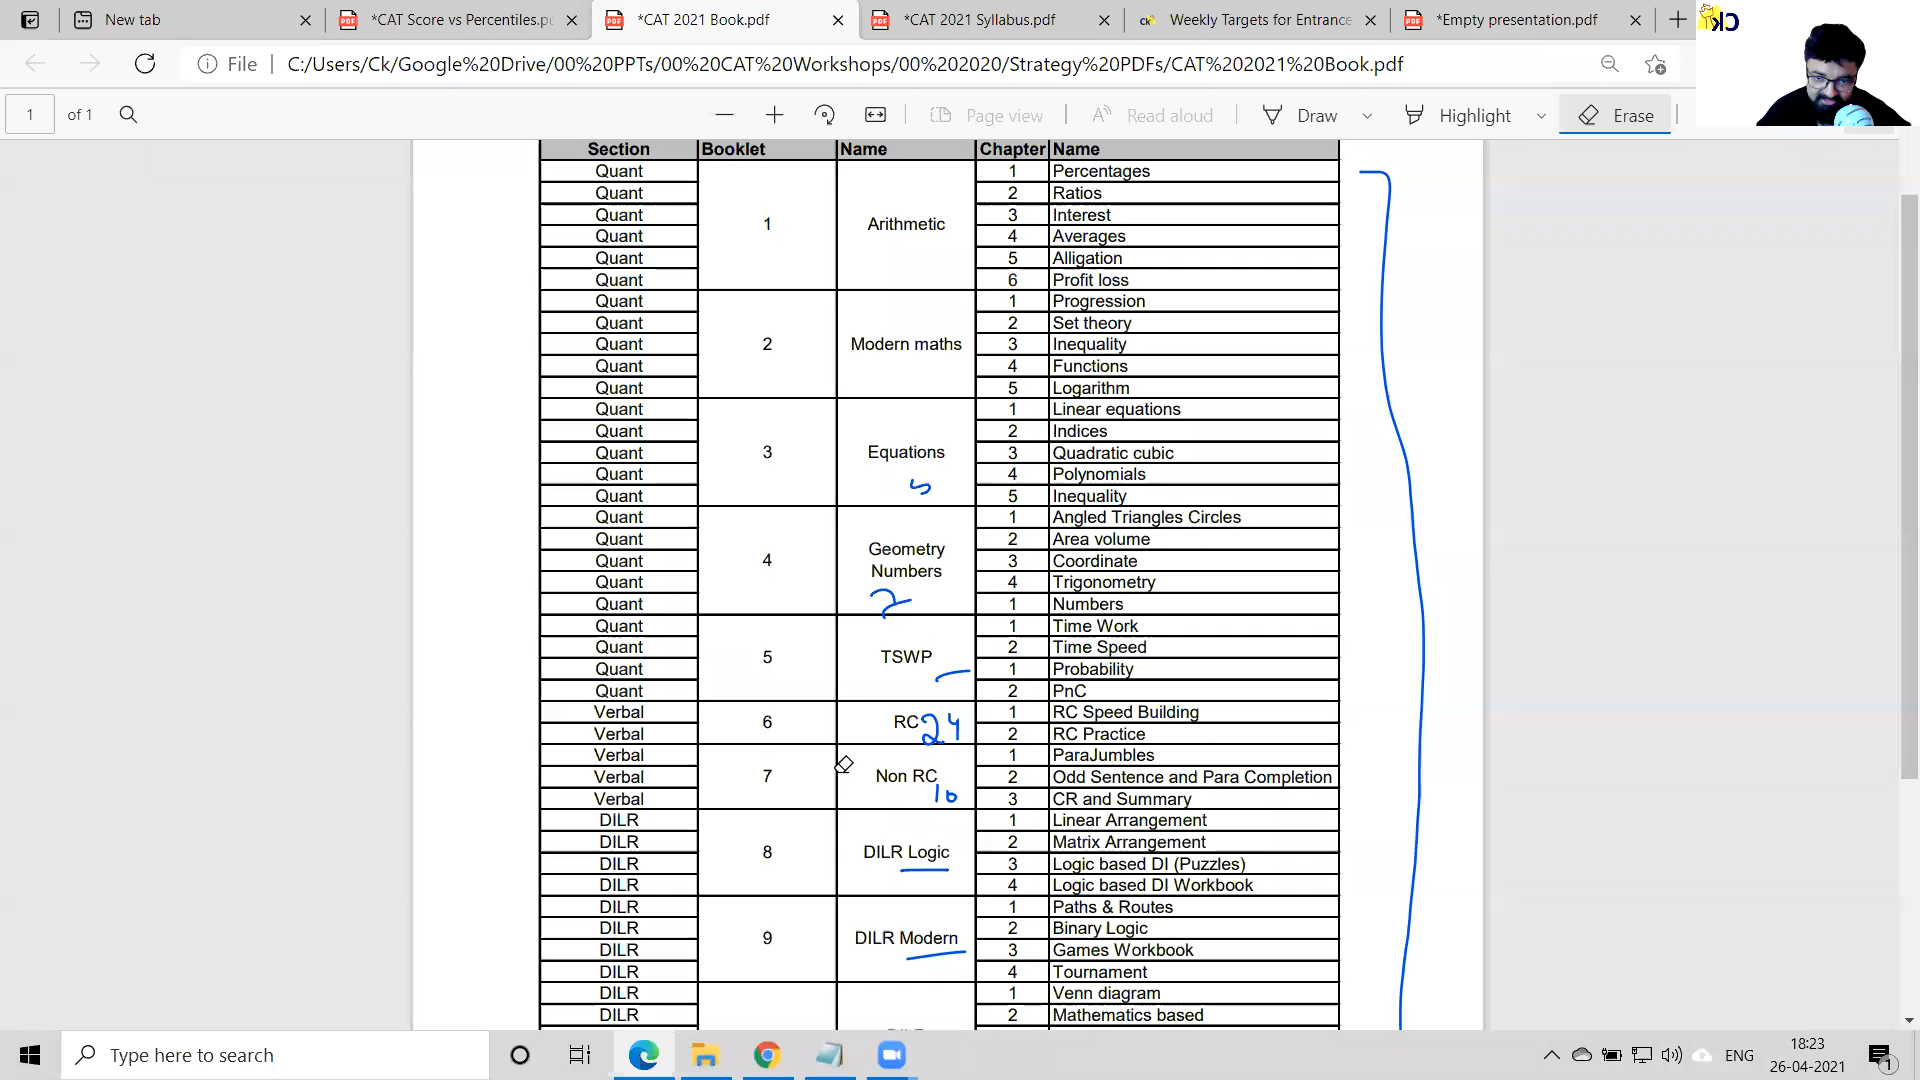 New tab
*CAT Score vs Percentiles.p
*CAT 2021 Book.pdf
*CAT 2021 Syllabus.pdf
Weekly Targets for Entrance
*Empty presentation.pdf
File
C:/Users/Ck/Google%20Drive/00%20PPTs/00%20CAT%20Workshops/00%202020/Strategy%20PDFs/CAT%202021%20Book.pdf
1 of 1
Page view
Read aloud
Draw
Highlight
Erase
Section Booklet Name Chapter Name
Quant 1 Arithmetic 1 Percentages
Quant 2 Ratios
Quant 3 Interest
Quant 4 Averages
Quant 5 Alligation
Quant 6 Profit loss
Quant 2 Modern maths 1 Progression
Quant 2 Set theory
Quant 3 Inequality
Quant 4 Functions
Quant 5 Logarithm
Quant 3 Equations 1 Linear equations
Quant 2 Indices
Quant 3 Quadratic cubic
Quant 4 Polynomials
Quant 5 Inequality
Quant 4 Geometry Numbers 1 Angled Triangles Circles
Quant 2 Area volume
Quant 3 Coordinate
Quant 4 Trigonometry
Quant 1 Numbers
Quant 5 TSWP 1 Time Work
Quant 2 Time Speed
Quant 1 Probability
Quant 2 PnC
Verbal 6 RC 24 1 RC Speed Building
Verbal 2 RC Practice
Verbal 7 Non RC 1 ParaJumbles
Verbal 2 Odd Sentence and Para Completion
Verbal 10 3 CR and Summary
DILR 8 DILR Logic 1 Linear Arrangement
DILR 2 Matrix Arrangement
DILR 3 Logic based DI (Puzzles)
DILR 4 Logic based DI Workbook
DILR 9 DILR Modern 1 Paths & Routes
DILR 2 Binary Logic
DILR 3 Games Workbook
DILR 4 Tournament
DILR 1 Venn diagram
DILR 2 Mathematics based
Type here to search
ENG
18:23
26-04-2021
1